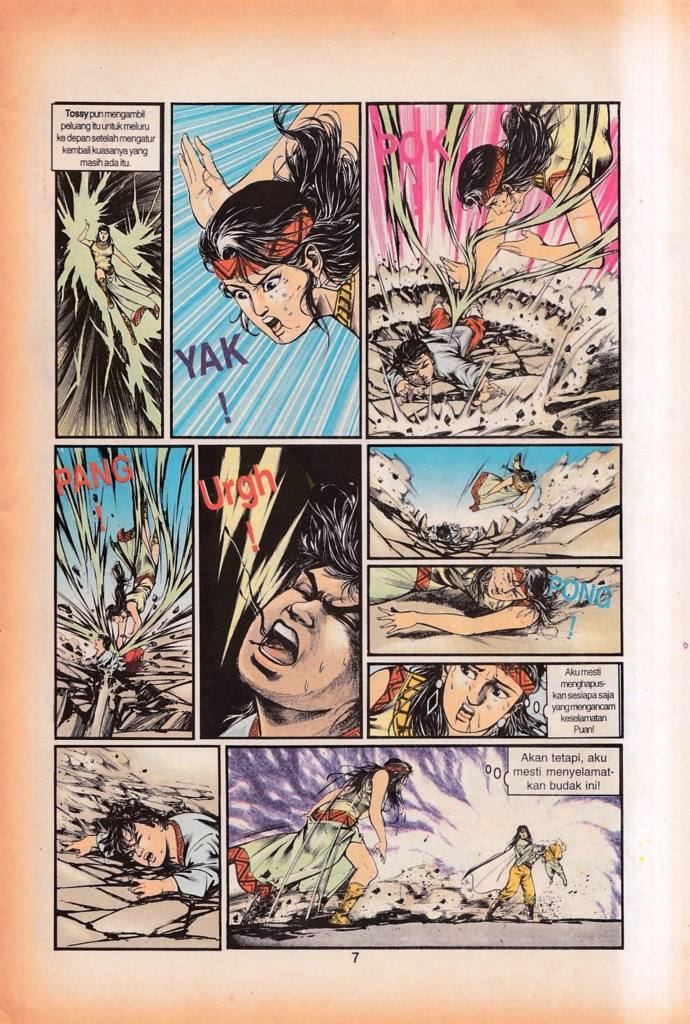 Tossy pun mengambil
peluang itu untuk meluru
ke depan setelah mengatur
kembali kuasanya yang
masih ada itu.
YAK
!
POK
!
PANG
!
Urgh
!
PONG
!
Aku mesti
menghapus-
kan sesiapa saja
yang mengancam
keselamatan
Puan!
Akan tetapi, aku
mesti menyelamat-
kan budak ini!
7